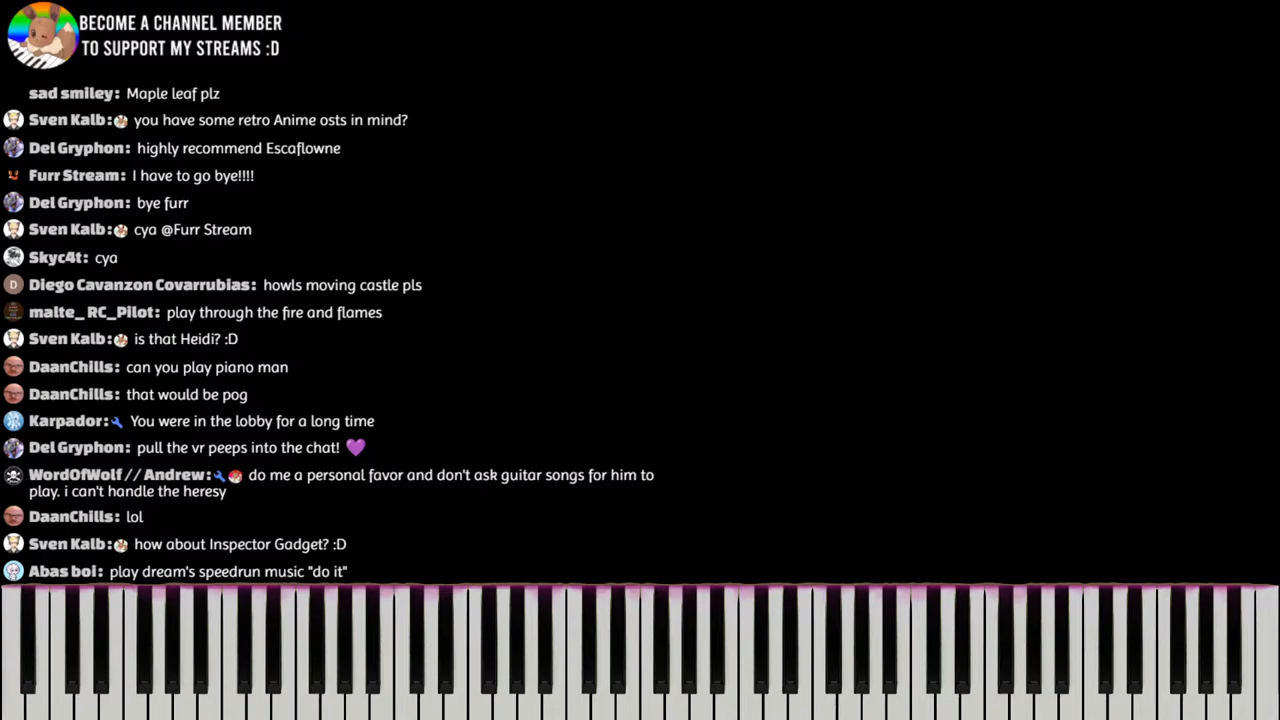 BECOME A CHANNEL MEMBER
TO SUPPORT MY STREAMS :D
sad smiley: Maple leaf plz
Sven Kalb: you have some retro Anime osts in mind?
Del Gryphon: highly recommend Escaflowne
Furr Stream: I have to go bye!!!!
Del Gryphon: bye furr
Sven Kalb: cya @Furr Stream
Skyc4t: cya
D Diego Cavanzon Covarrubias: howls moving castle pls
malte_ RC_Pilot: play through the fire and flames
Sven Kalb: is that Heidi? :D
DaanChills: can you play piano man
DaanChills: that would be pog
Karpador: You were in the lobby for a long time
Del Gryphon: pull the vr peeps into the chat! 💜
WordOfWolf // Andrew: do me a personal favor and don't ask guitar songs for him to
play. i can't handle the heresy
DaanChills: lol
Sven Kalb: how about Inspector Gadget? :D
Abas boi: play dream's speedrun music "do it"